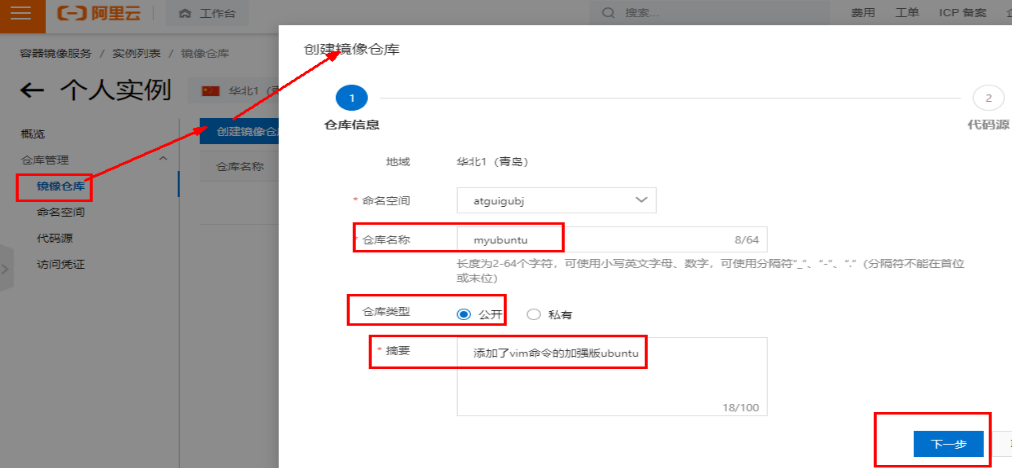 阿里云
工作台
搜索...
费用 工单 ICP 备案
容器镜像服务 / 实例列表 / 镜像仓库
个人实例
华北1
概览
仓库管理
镜像仓库
命名空间
代码源
访问凭证
创建镜像仓
仓库名称
创建镜像仓库
1
2
仓库信息
代码源
地域 华北1（青岛）
* 命名空间 atguigubj
* 仓库名称 myubuntu 8/64
长度为2-64个字符，可使用小写英文字母、数字，可使用分隔符“_”、“-”、“.”（分隔符不能在首位
或末位）
仓库类型 公开 私有
* 摘要 添加了vim命令的加强版ubuntu
18/100
下一步